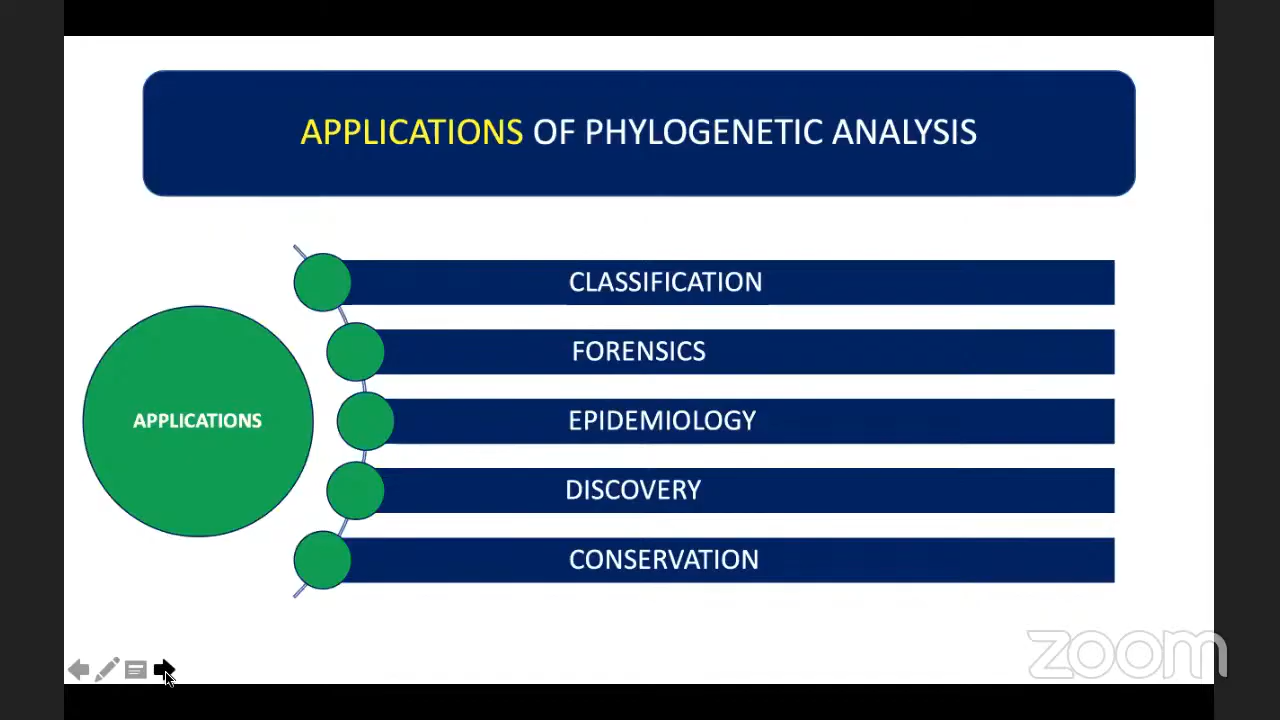 APPLICATIONS OF PHYLOGENETIC ANALYSIS
CLASSIFICATION
FORENSICS
APPLICATIONS
EPIDEMIOLOGY
DISCOVERY
CONSERVATION
zoom